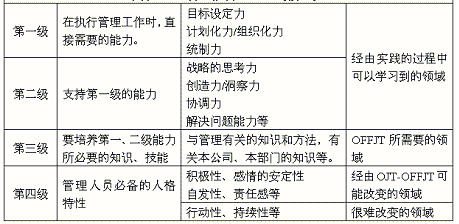 第一级
在执行管理工作时，直
接需要的能力。
目标设定力
计划化力/组织化力
统制力
经由实践的过程中
可以学习到的领域
第二级
支持第一级的能力
战略的思考力
创造力/洞察力
协调力
解决问题能力等
第三级
要培养第一、二级能力
所必要的知识、技能
与管理有关的知识和方法，有
关本公司、本部门的知识等。
OFFJT 所需要的领
域
第四级
管理人员必备的人格
特性
积极性、感情的安定性
自发性、责任感等
经由 OJT-OFFJT 可
能改变的领域
行动性、持续性等
很难改变的领域